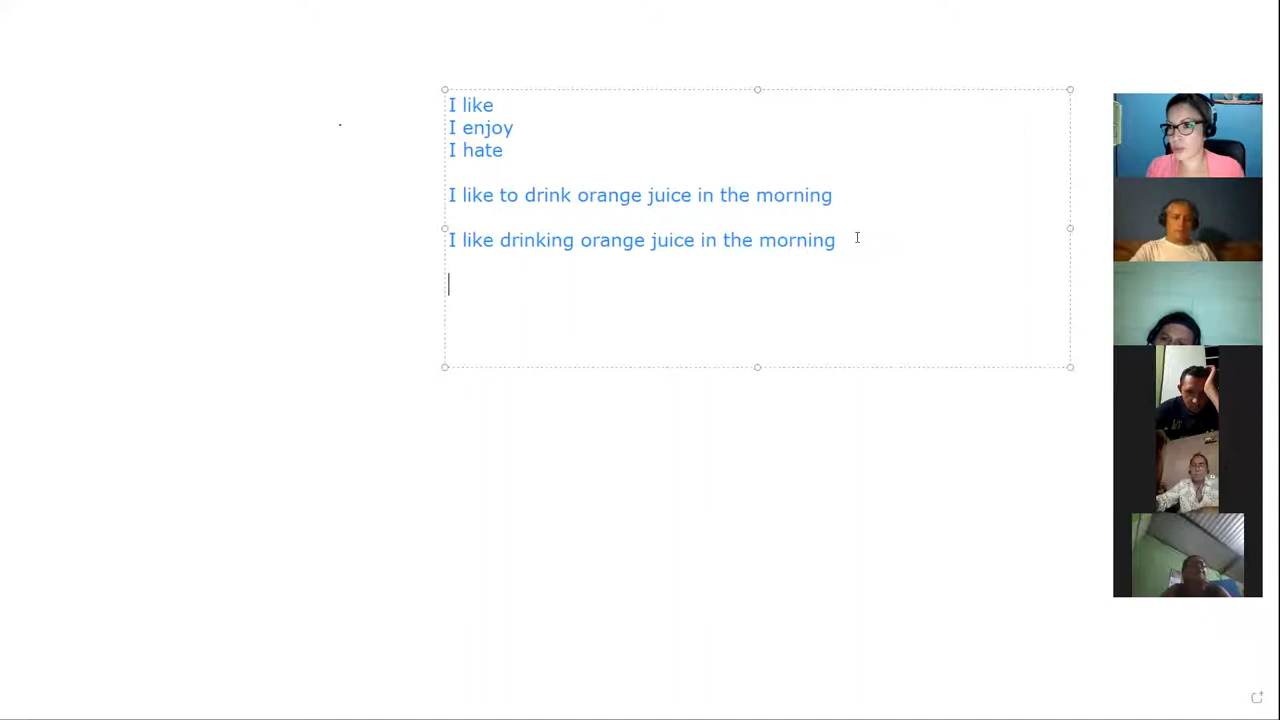 I like
I enjoy
I hate
I like to drink orange juice in the morning
I like drinking orange juice in the morning